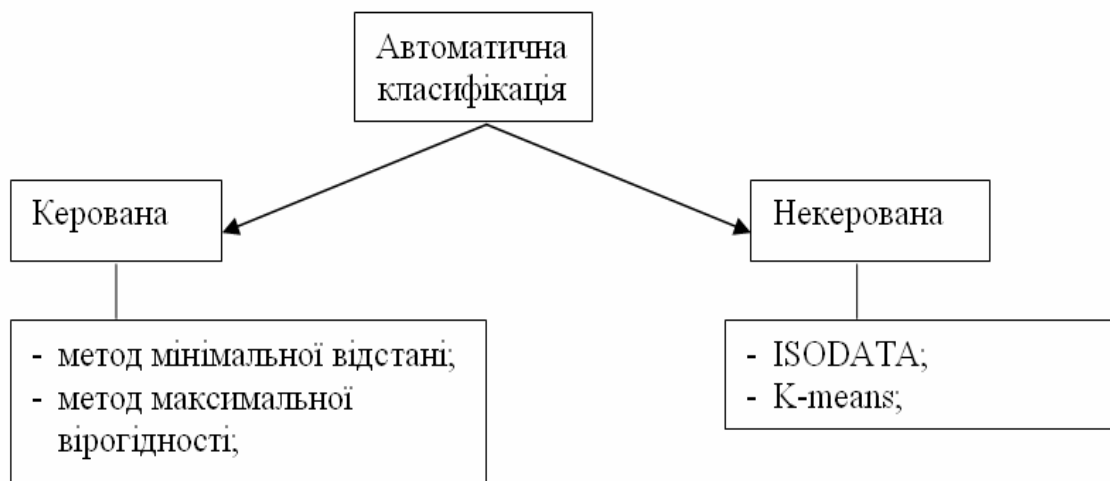 Автоматична
класифікація
Керована
Некерована
- метод мінімальної відстані;
- метод максимальної
вірогідності;
- ISODATA;
- K-means;